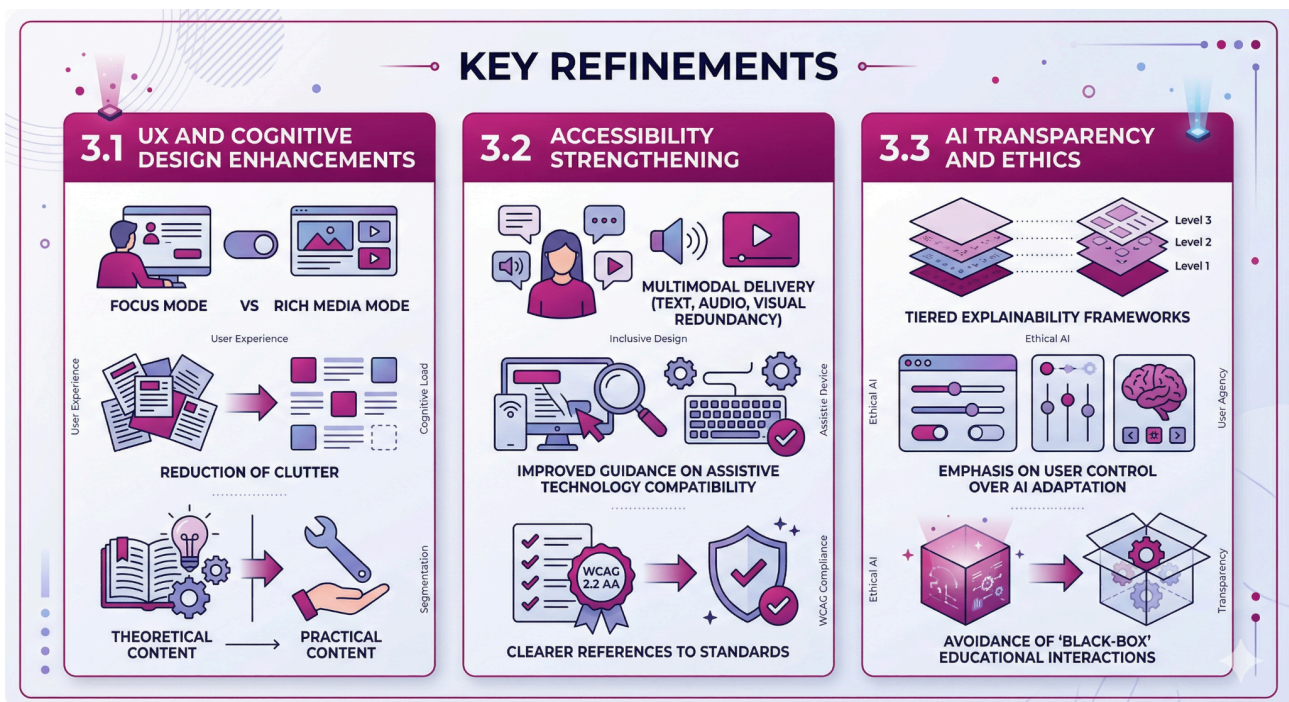 KEY REFINEMENTS
3.1 UX AND COGNITIVE
DESIGN ENHANCEMENTS
FOCUS MODE VS RICH MEDIA MODE
User Experience
User Experience
Cognitive Load
REDUCTION OF CLUTTER
Segmentation
THEORETICAL
CONTENT
PRACTICAL
CONTENT
3.2 ACCESSIBILITY
STRENGTHENING
MULTIMODAL DELIVERY
(TEXT, AUDIO, VISUAL
REDUNDANCY)
Inclusive Design
Assistie Device
IMPROVED GUIDANCE ON ASSISTIVE
TECHNOLOGY COMPATIBILITY
WCAG
2.2 AA
WCAG Compliance
CLEARER REFERENCES TO STANDARDS
3.3 AI TRANSPARENCY
AND ETHICS
Level 3
Level 2
Level 1
TIERED EXPLAINABILITY FRAMEWORKS
Ethical AI
Ethical AI
User Agency
EMPHASIS ON USER CONTROL
OVER AI ADAPTATION
Ethical AI
Transparency
AVOIDANCE OF ‘BLACK-BOX’
EDUCATIONAL INTERACTIONS